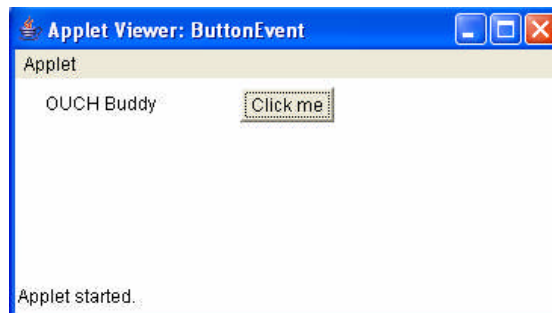 Applet Viewer: ButtonEvent
Applet
OUCH Buddy Click me
Applet started.